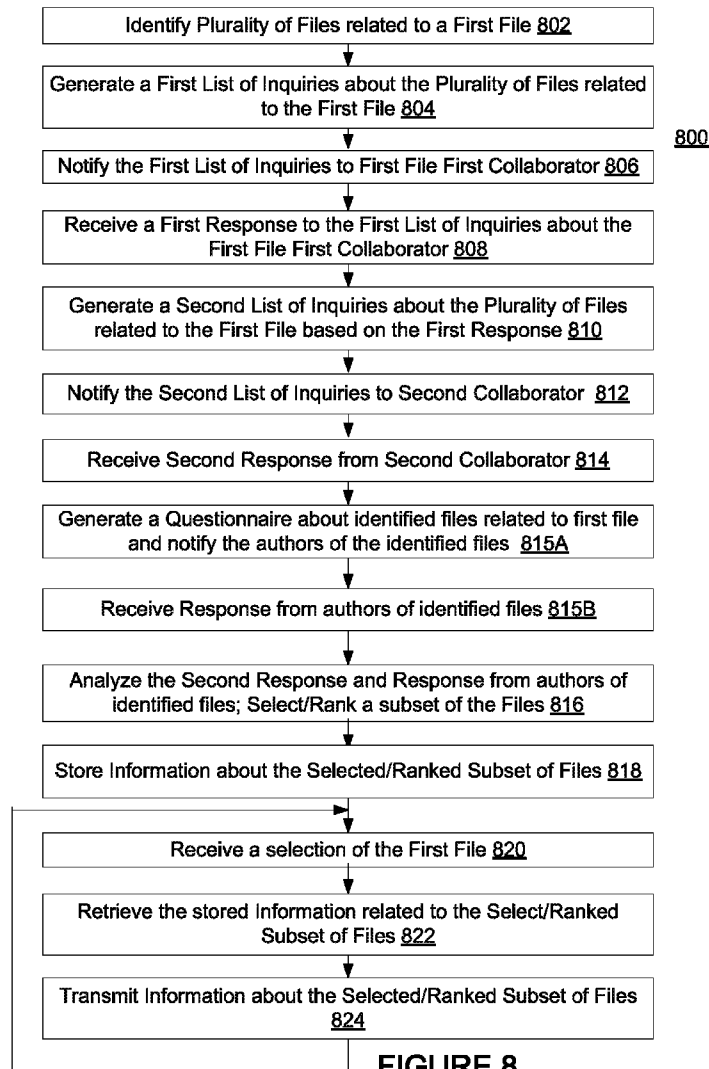 Identify Plurality of Files related to a First File 802
Generate a First List of Inquiries about the Plurality of Files related
to the First File 804
800
Notify the First List of Inquiries to First File First Collaborator 806
Receive a First Response to the First List of Inquiries about the
First File First Collaborator 808
Generate a Second List of Inquiries about the Plurality of Files
related to the First File based on the First Response 810
Notify the Second List of Inquiries to Second Collaborator 812
Receive Second Response from Second Collaborator 814
Generate a Questionnaire about identified files related to first file
and notify the authors of the identified files 815A
Receive Response from authors of identified files 815B
Analyze the Second Response and Response from authors of
identified files; Select/Rank a subset of the Files 816
Store Information about the Selected/Ranked Subset of Files 818
Receive a selection of the First File 820
Retrieve the stored Information related to the Select/Ranked
Subset of Files 822
Transmit Information about the Selected/Ranked Subset of Files
824
FIGURE 8